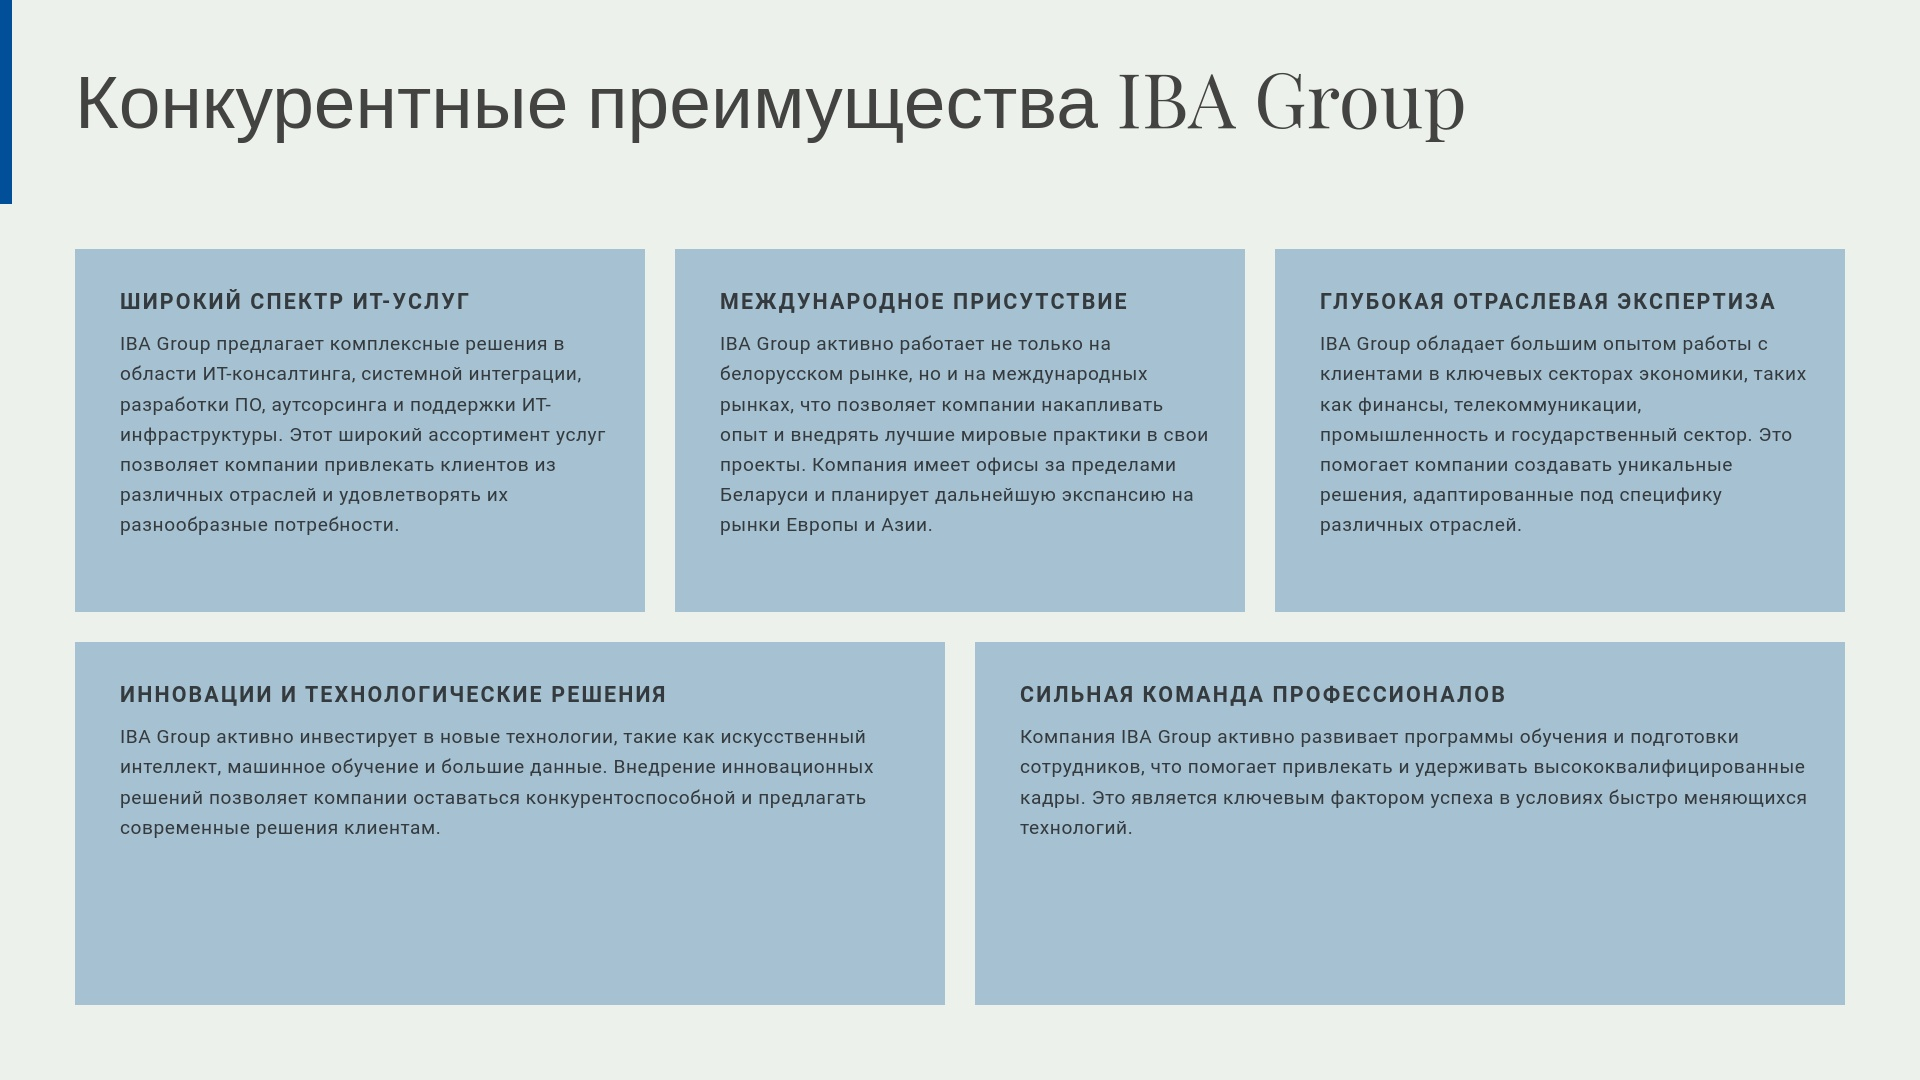 Конкурентные преимущества IBA Group
ШИРОКИЙ СПЕКТР ИТ-УСЛУГ
IBA Group предлагает комплексные решения в
области ИТ-консалтинга, системной интеграции,
разработки ПО, аутсорсинга и поддержки ИТ-
инфраструктуры. Этот широкий ассортимент услуг
позволяет компании привлекать клиентов из
различных отраслей и удовлетворять их
разнообразные потребности.
МЕЖДУНАРОДНОЕ ПРИСУТСТВИЕ
IBA Group активно работает не только на
белорусском рынке, но и на международных
рынках, что позволяет компании накапливать
опыт и внедрять лучшие мировые практики в свои
проекты. Компания имеет офисы за пределами
Беларуси и планирует дальнейшую экспансию на
рынки Европы и Азии.
ГЛУБОКАЯ ОТРАСЛЕВАЯ ЭКСПЕРТИЗА
IBA Group обладает большим опытом работы с
клиентами в ключевых секторах экономики, таких
как финансы, телекоммуникации,
промышленность и государственный сектор. Это
помогает компании создавать уникальные
решения, адаптированные под специфику
различных отраслей.
ИННОВАЦИИ И ТЕХНОЛОГИЧЕСКИЕ РЕШЕНИЯ
IBA Group активно инвестирует в новые технологии, такие как искусственный
интеллект, машинное обучение и большие данные. Внедрение инновационных
решений позволяет компании оставаться конкурентоспособной и предлагать
современные решения клиентам.
СИЛЬНАЯ КОМАНДА ПРОФЕССИОНАЛОВ
Компания IBA Group активно развивает программы обучения и подготовки
сотрудников, что помогает привлекать и удерживать высококвалифицированные
кадры. Это является ключевым фактором успеха в условиях быстро меняющихся
технологий.